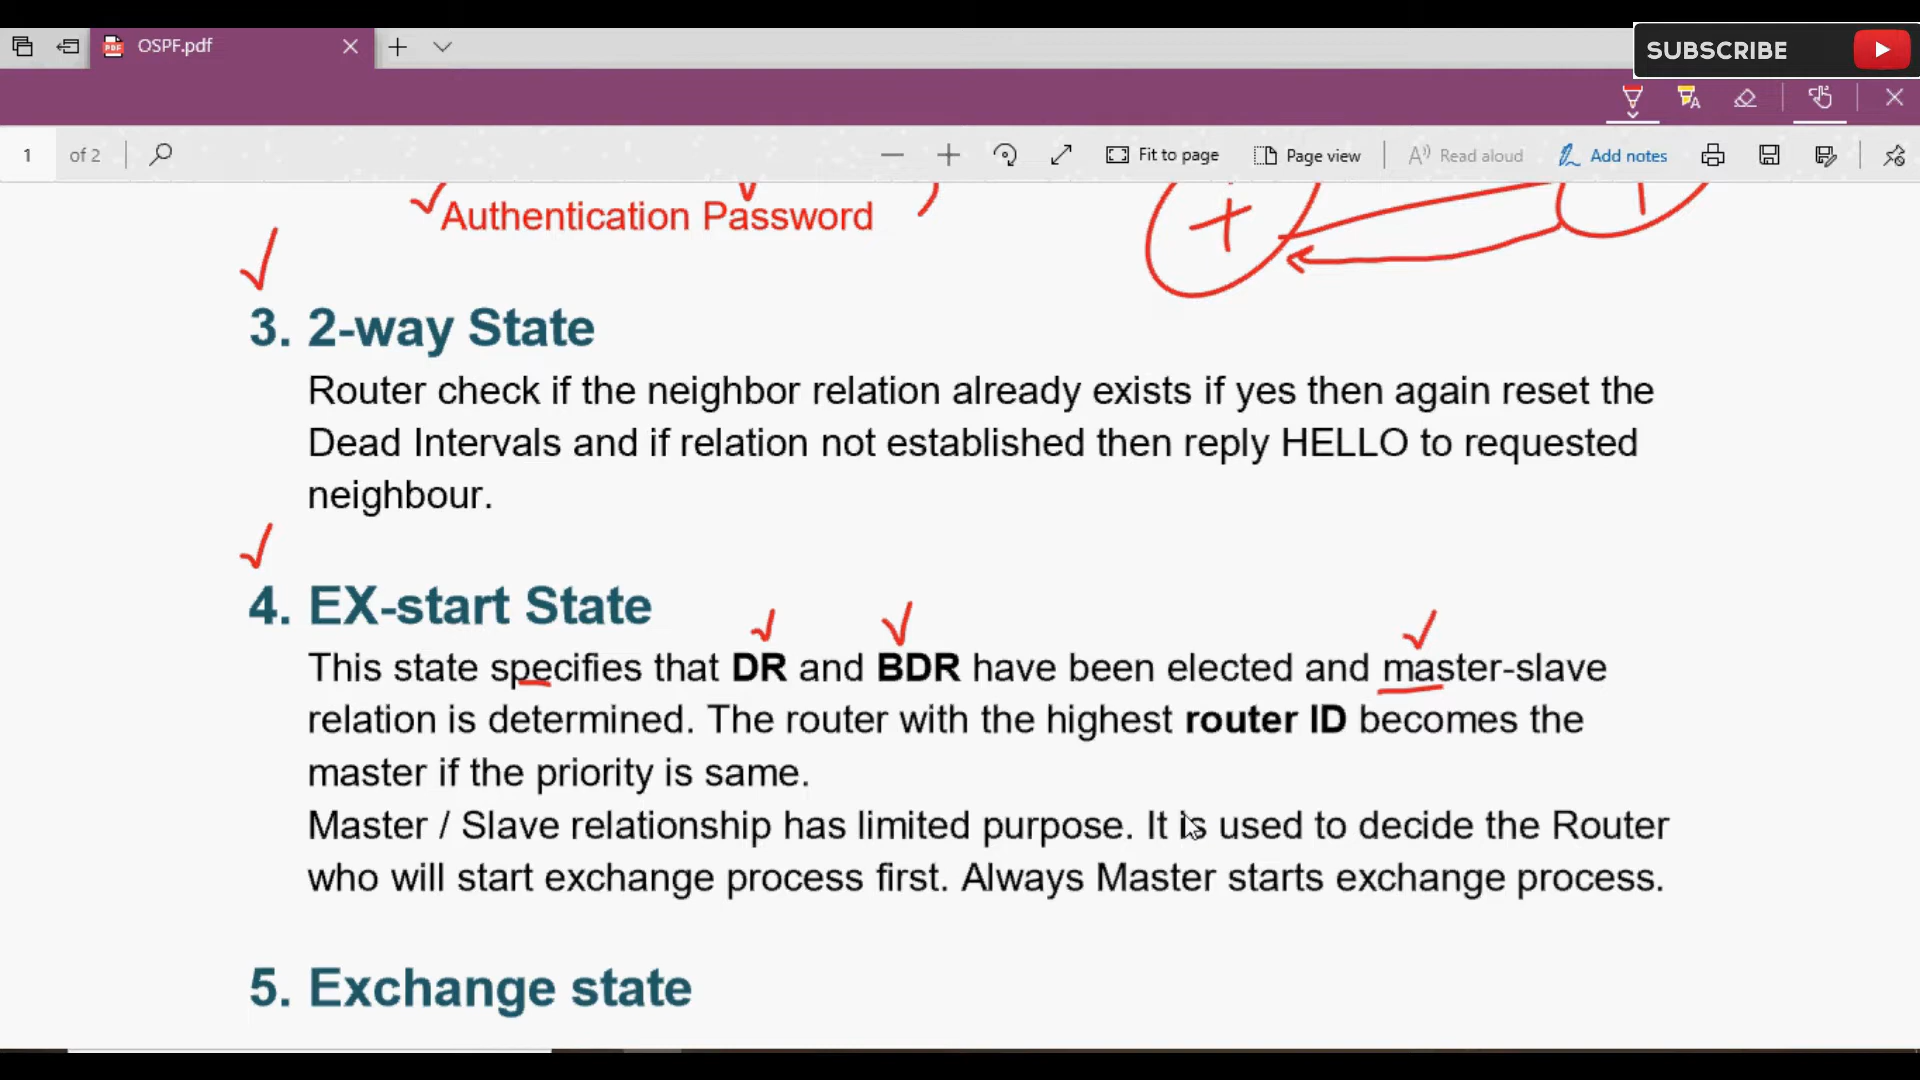 OSPF.pdf
SUBSCRIBE
1 of 2
Fit to page
Page view
Read aloud
Add notes
Authentication Password
3. 2-way State
Router check if the neighbor relation already exists if yes then again reset the
Dead Intervals and if relation not established then reply HELLO to requested
neighbour.
4. EX-start State
This state specifies that DR and BDR have been elected and master-slave
relation is determined. The router with the highest router ID becomes the
master if the priority is same.
Master / Slave relationship has limited purpose. It is used to decide the Router
who will start exchange process first. Always Master starts exchange process.
5. Exchange state